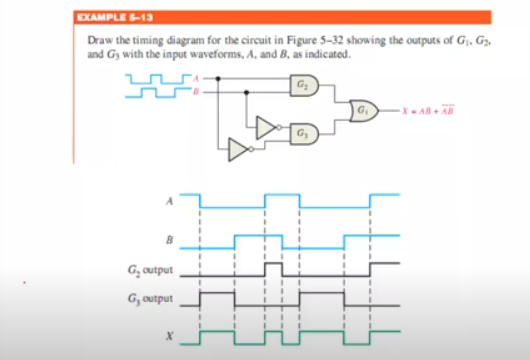 EXAMPLE 5-13
Draw the timing diagram for the circuit in Figure 5–32 showing the outputs of G₁, G₂,
and G₃ with the input waveforms, A, and B, as indicated.
A
B
G₂
G₁
X = AB + A̅B̅
G₃
A
B
G₂ output
G₃ output
X